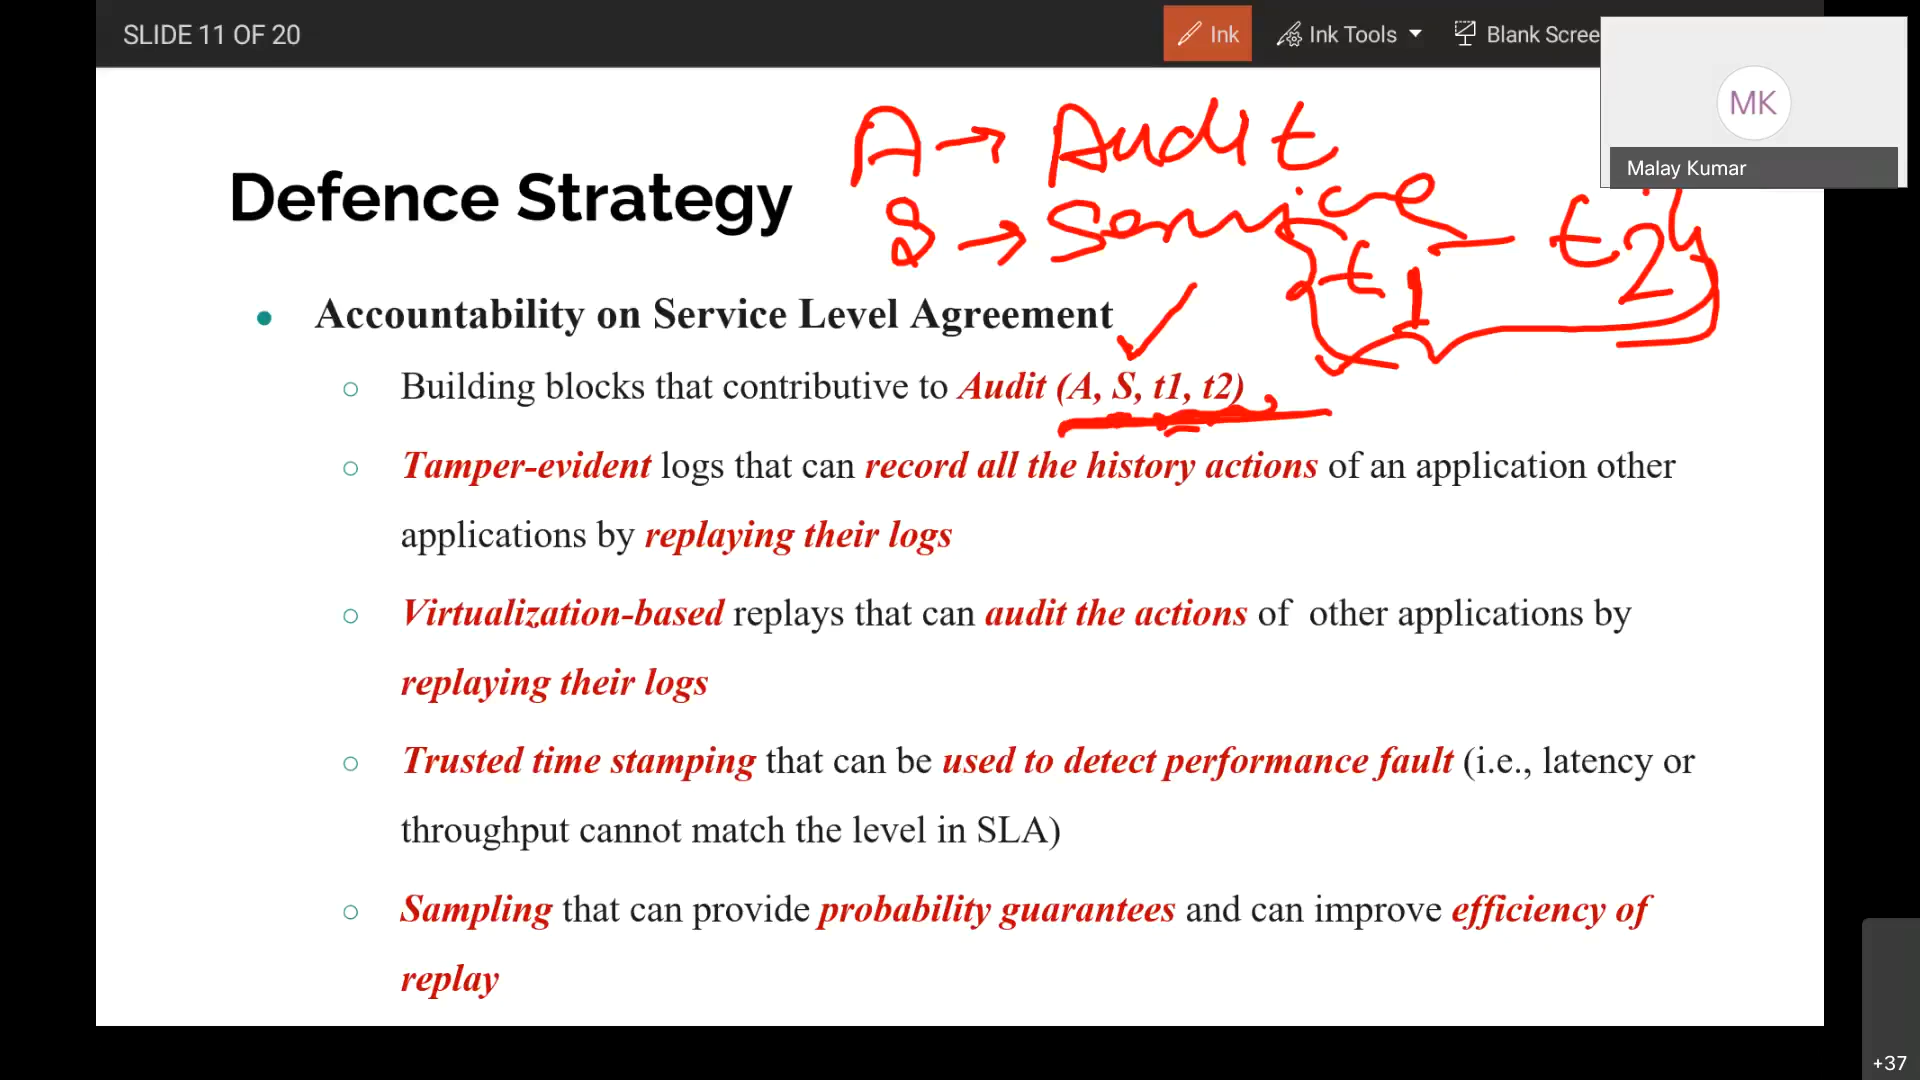 SLIDE 11 OF 20
Ink
Ink Tools
Blank Scree
MK
Malay Kumar
A → Audit
S → Service
t1 — t2
Defence Strategy
● Accountability on Service Level Agreement
○ Building blocks that contributive to Audit (A, S, t1, t2)
○ Tamper-evident logs that can record all the history actions of an application other
applications by replaying their logs
○ Virtualization-based replays that can audit the actions of other applications by
replaying their logs
○ Trusted time stamping that can be used to detect performance fault (i.e., latency or
throughput cannot match the level in SLA)
○ Sampling that can provide probability guarantees and can improve efficiency of
replay
+37